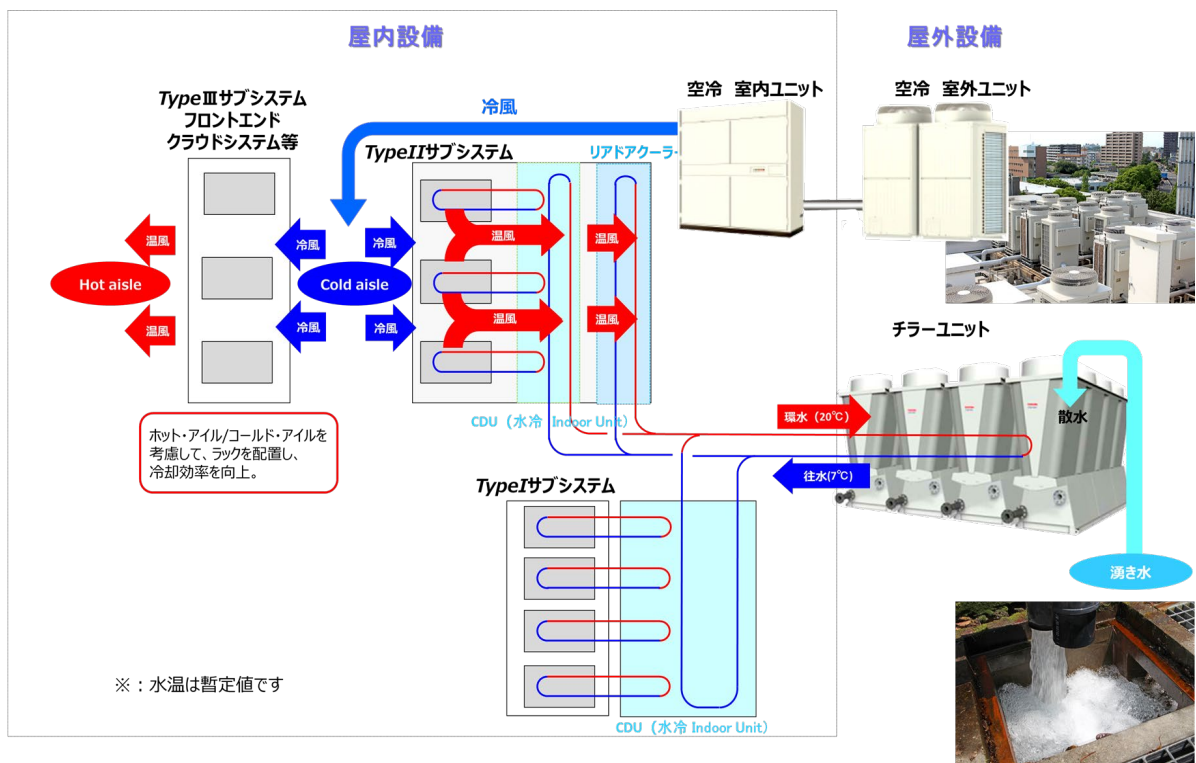 屋内設備
屋外設備
空冷 室内ユニット
空冷 室外ユニット
TypeⅢサブシステム
フロントエンド
クラウドシステム等
冷風
TypeIIサブシステム
リアドアクーラー
温風
冷風
冷風
温風
温風
Hot aisle
Cold aisle
温風
冷風
冷風
温風
温風
チラーユニット
散水
環水（20℃）
往水(7℃)
CDU（水冷 Indoor Unit）
ホット・アイル/コールド・アイルを
考慮して、ラックを配置し、
冷却効率を向上。
TypeIサブシステム
湧き水
※：水温は暫定値です
CDU（水冷 Indoor Unit）